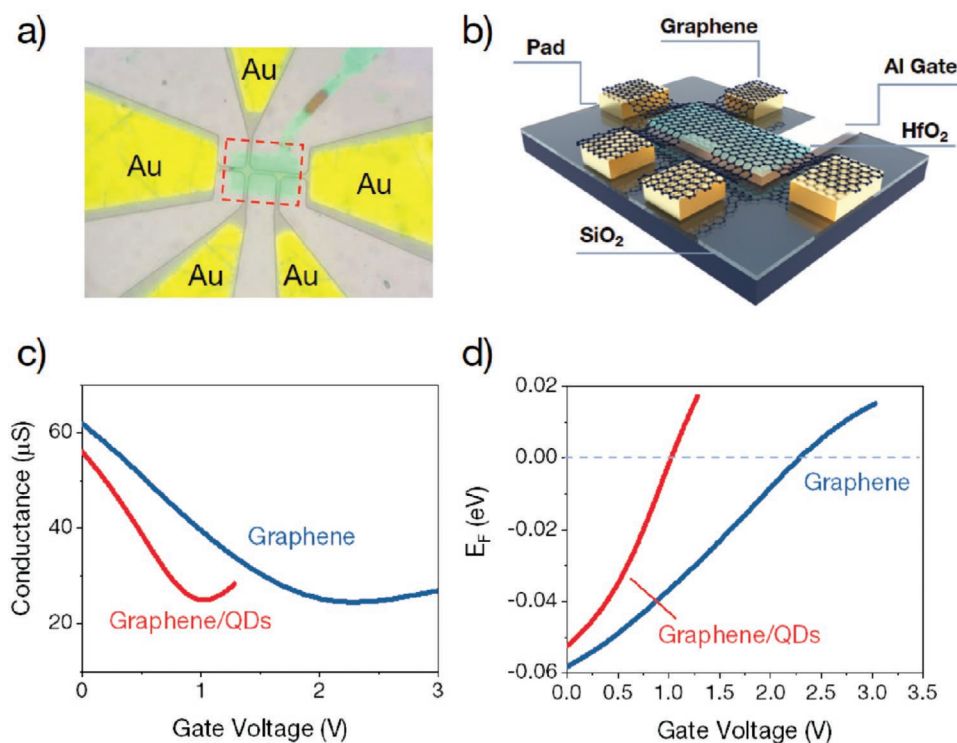 a)
Au
Au
Au
Au
Au
b)
Graphene
Pad
Al Gate
HfO₂
SiO₂
c)
60
40
20
0
1
2
3
Conductance (µS)
Gate Voltage (V)
Graphene
Graphene/QDs
d)
0.02
0.00
-0.02
-0.04
-0.06
0.0
0.5
1.0
1.5
2.0
2.5
3.0
3.5
E_F (eV)
Gate Voltage (V)
Graphene
Graphene/QDs